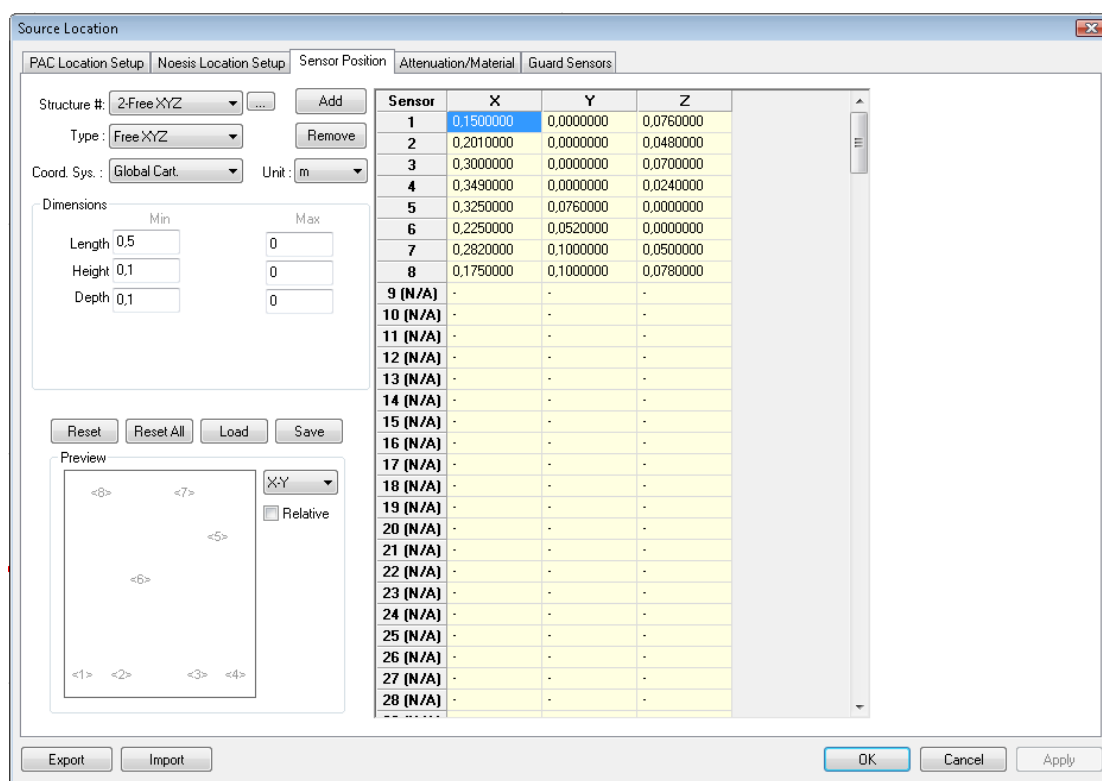 Source Location
PAC Location Setup Noesis Location Setup Sensor Position Attenuation/Material Guard Sensors
Structure #: 2-Free XYZ ... Add
Type : Free XYZ Remove
Coord. Sys. : Global Cart. Unit : m
Dimensions
Min Max
Length 0,5 0
Height 0,1 0
Depth 0,1 0
Reset Reset All Load Save
Preview
X-Y
Relative
<8> <7>
<5>
<6>
<1> <2> <3> <4>
Sensor X Y Z
1 0,1500000 0,0000000 0,0760000
2 0,2010000 0,0000000 0,0480000
3 0,3000000 0,0000000 0,0700000
4 0,3490000 0,0000000 0,0240000
5 0,3250000 0,0760000 0,0000000
6 0,2250000 0,0520000 0,0000000
7 0,2820000 0,1000000 0,0500000
8 0,1750000 0,1000000 0,0780000
9 (N/A) - - -
10 (N/A) - - -
11 (N/A) - - -
12 (N/A) - - -
13 (N/A) - - -
14 (N/A) - - -
15 (N/A) - - -
16 (N/A) - - -
17 (N/A) - - -
18 (N/A) - - -
19 (N/A) - - -
20 (N/A) - - -
21 (N/A) - - -
22 (N/A) - - -
23 (N/A) - - -
24 (N/A) - - -
25 (N/A) - - -
26 (N/A) - - -
27 (N/A) - - -
28 (N/A) - - -
Export Import OK Cancel Apply